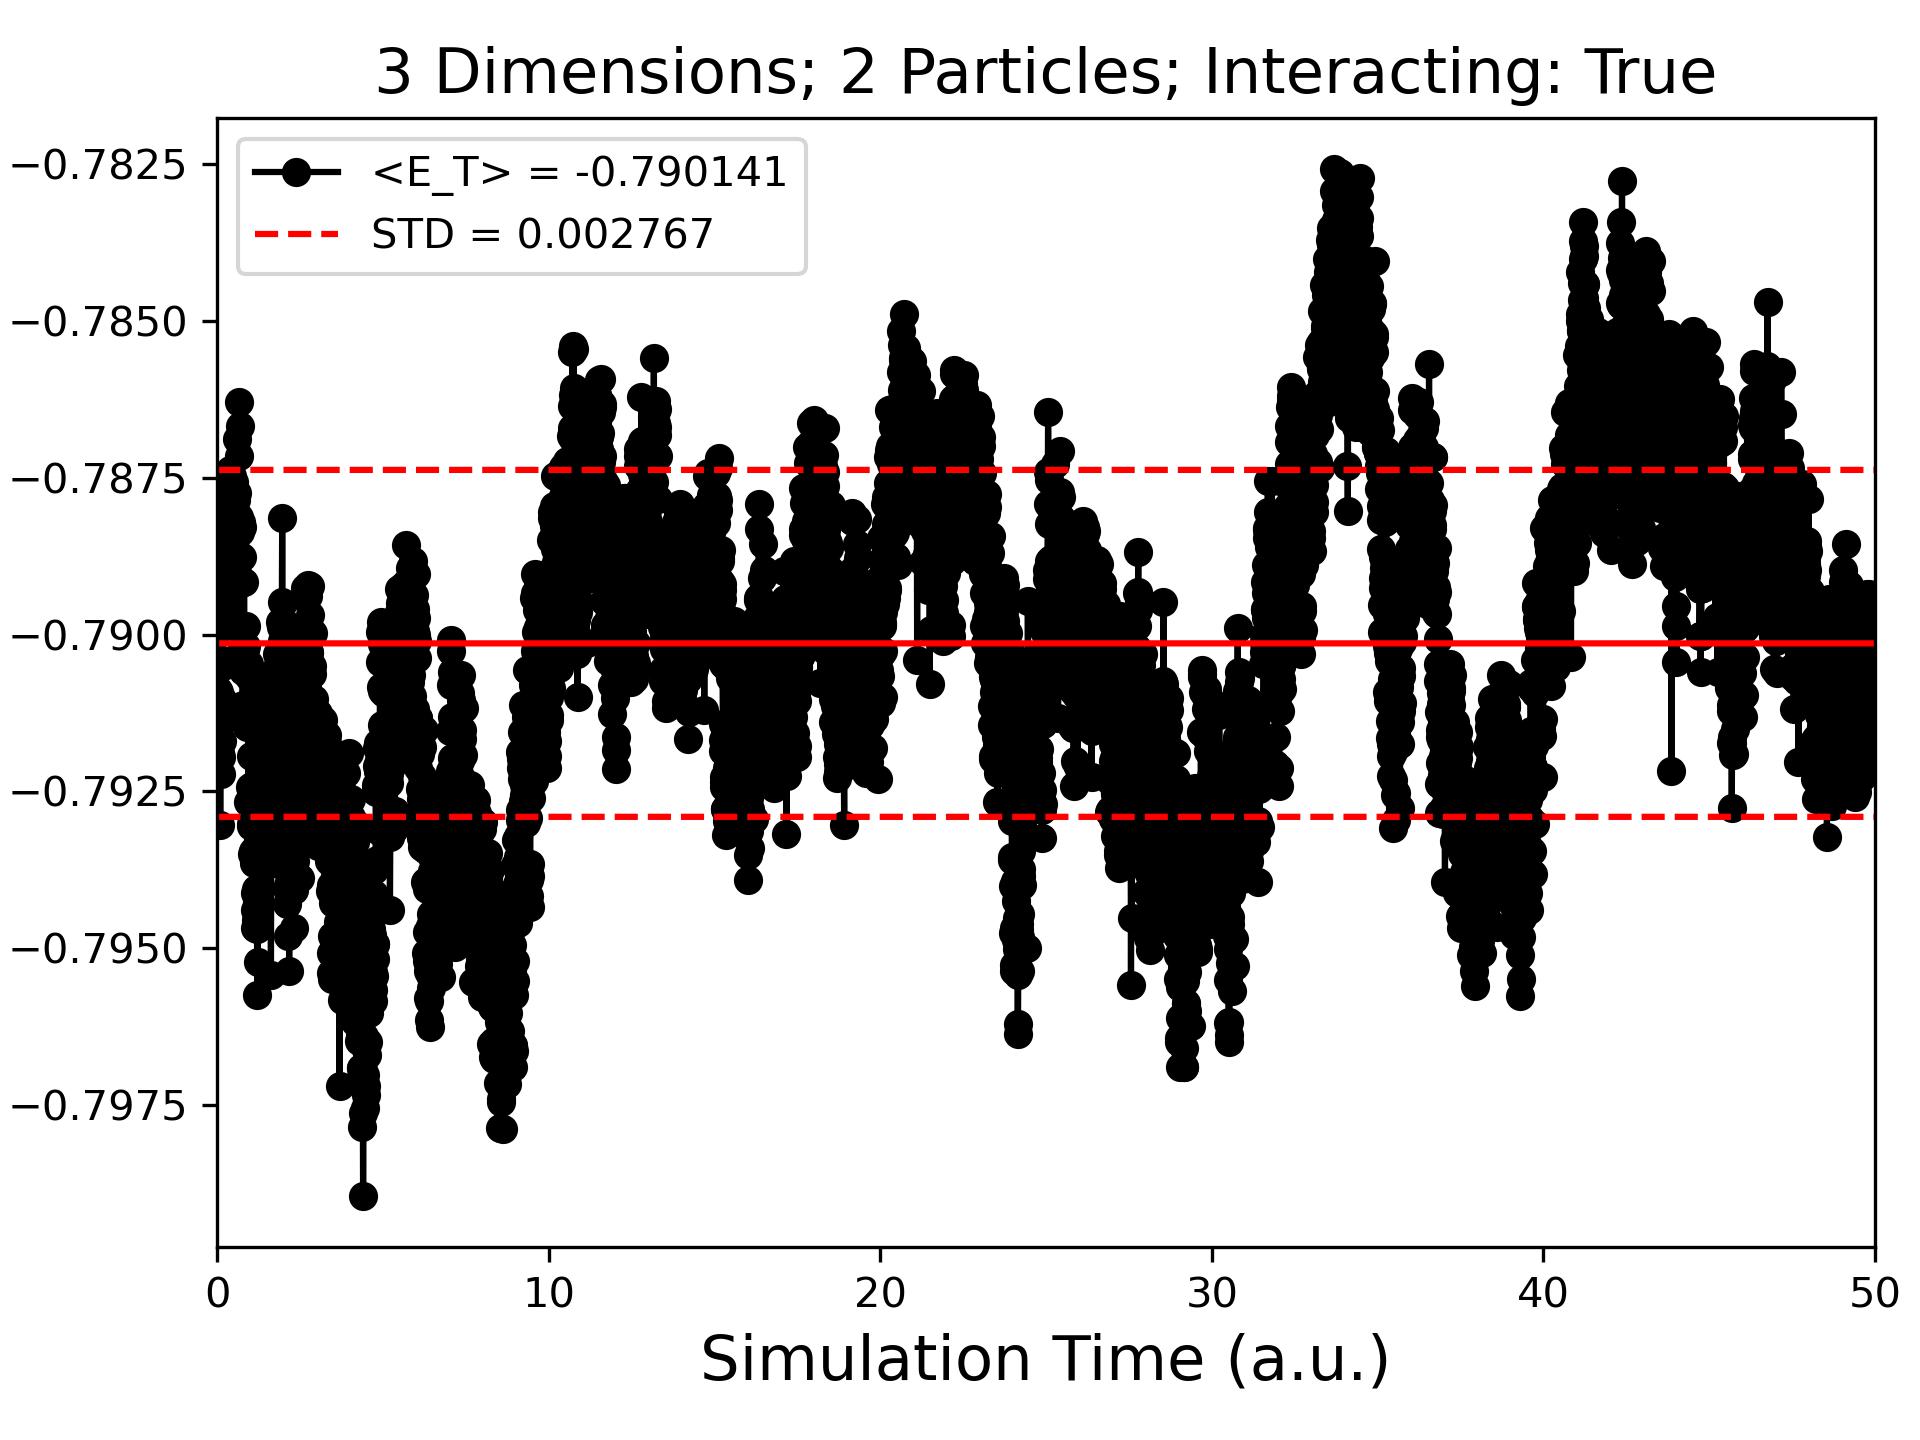 3 Dimensions; 2 Particles; Interacting: True
<E_T> = -0.790141
STD = 0.002767
−0.7825
−0.7850
−0.7875
−0.7900
−0.7925
−0.7950
−0.7975
0 10 20 30 40 50
Simulation Time (a.u.)